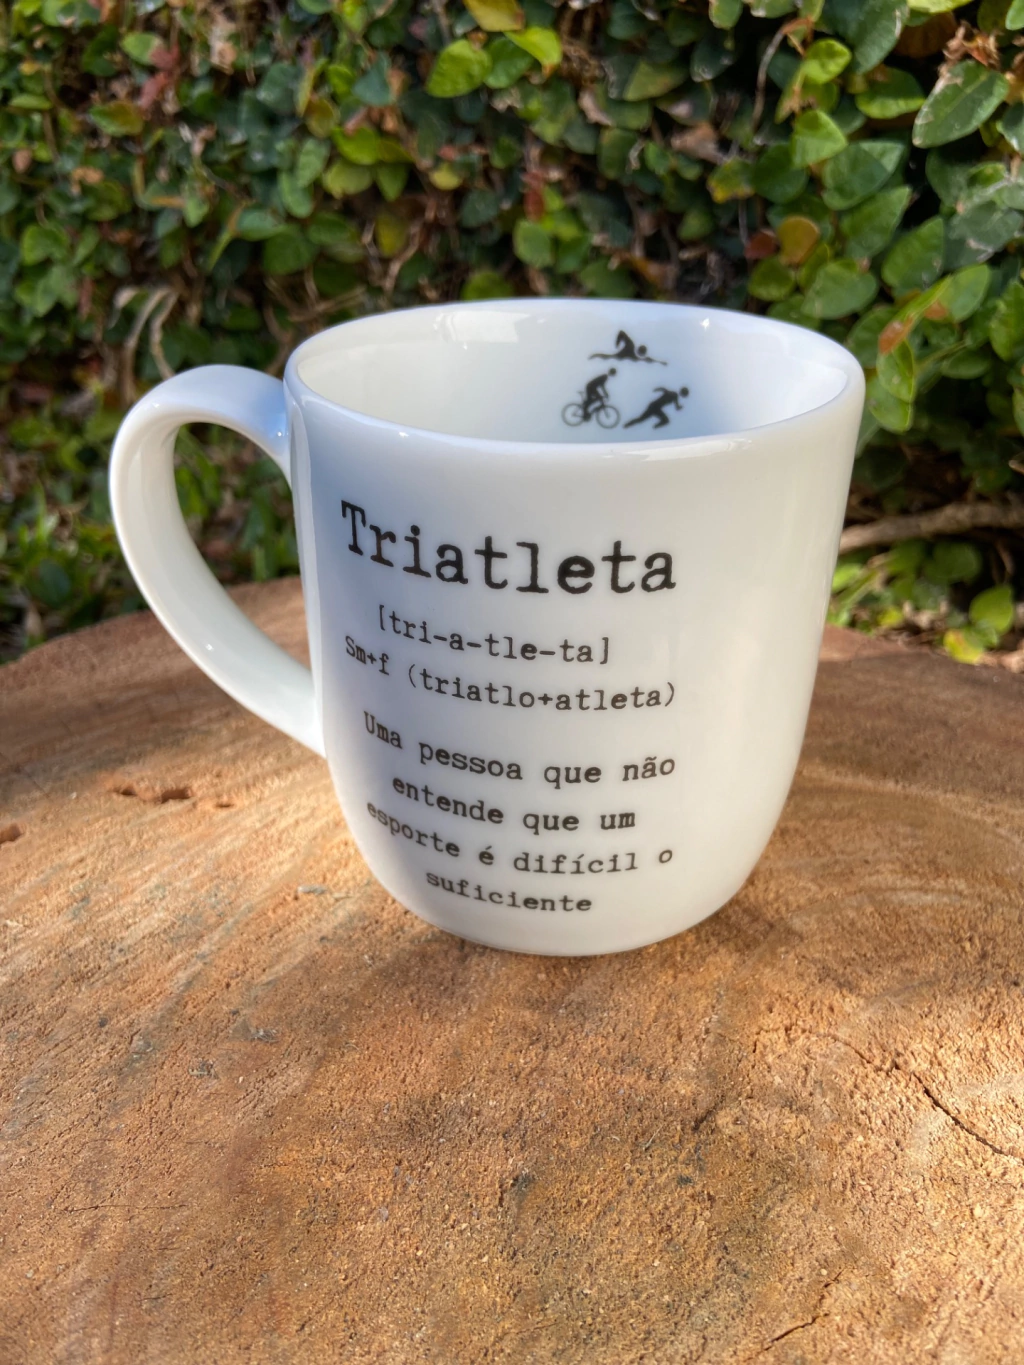 Triatleta
[tri-a-tle-ta]
Sm+f (triatlo+atleta)
Uma pessoa que não
entende que um
esporte é difícil o
suficiente